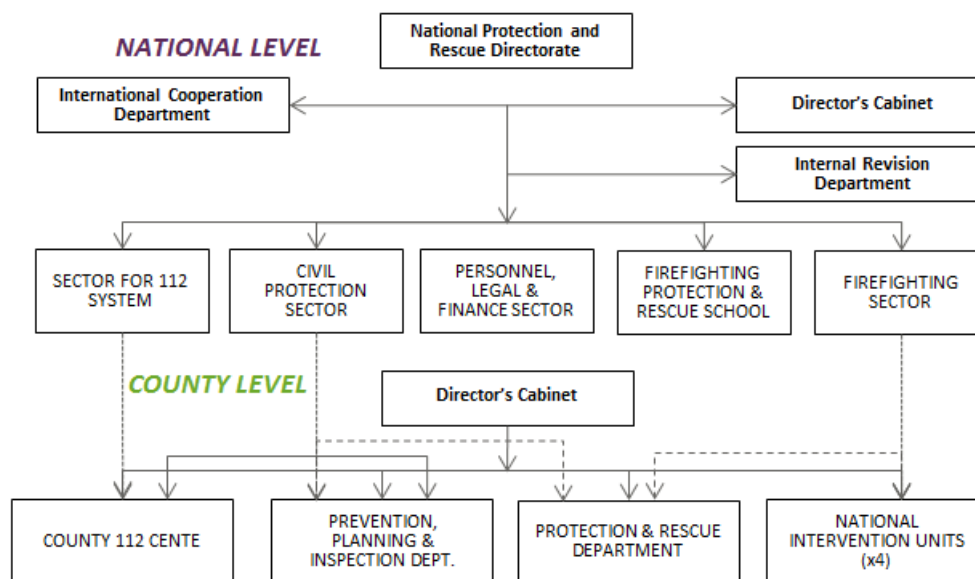 National Protection and
Rescue Directorate
NATIONAL LEVEL
International Cooperation
Department
Director's Cabinet
Internal Revision
Department
SECTOR FOR 112
SYSTEM
CIVIL
PROTECTION
SECTOR
PERSONNEL,
LEGAL &
FINANCE SECTOR
FIREFIGHTING
PROTECTION &
RESCUE SCHOOL
FIREFIGHTING
SECTOR
COUNTY LEVEL
Director's Cabinet
COUNTY 112 CENTE
PREVENTION,
PLANNING &
INSPECTION DEPT.
PROTECTION & RESCUE
DEPARTMENT
NATIONAL
INTERVENTION UNITS
(x4)